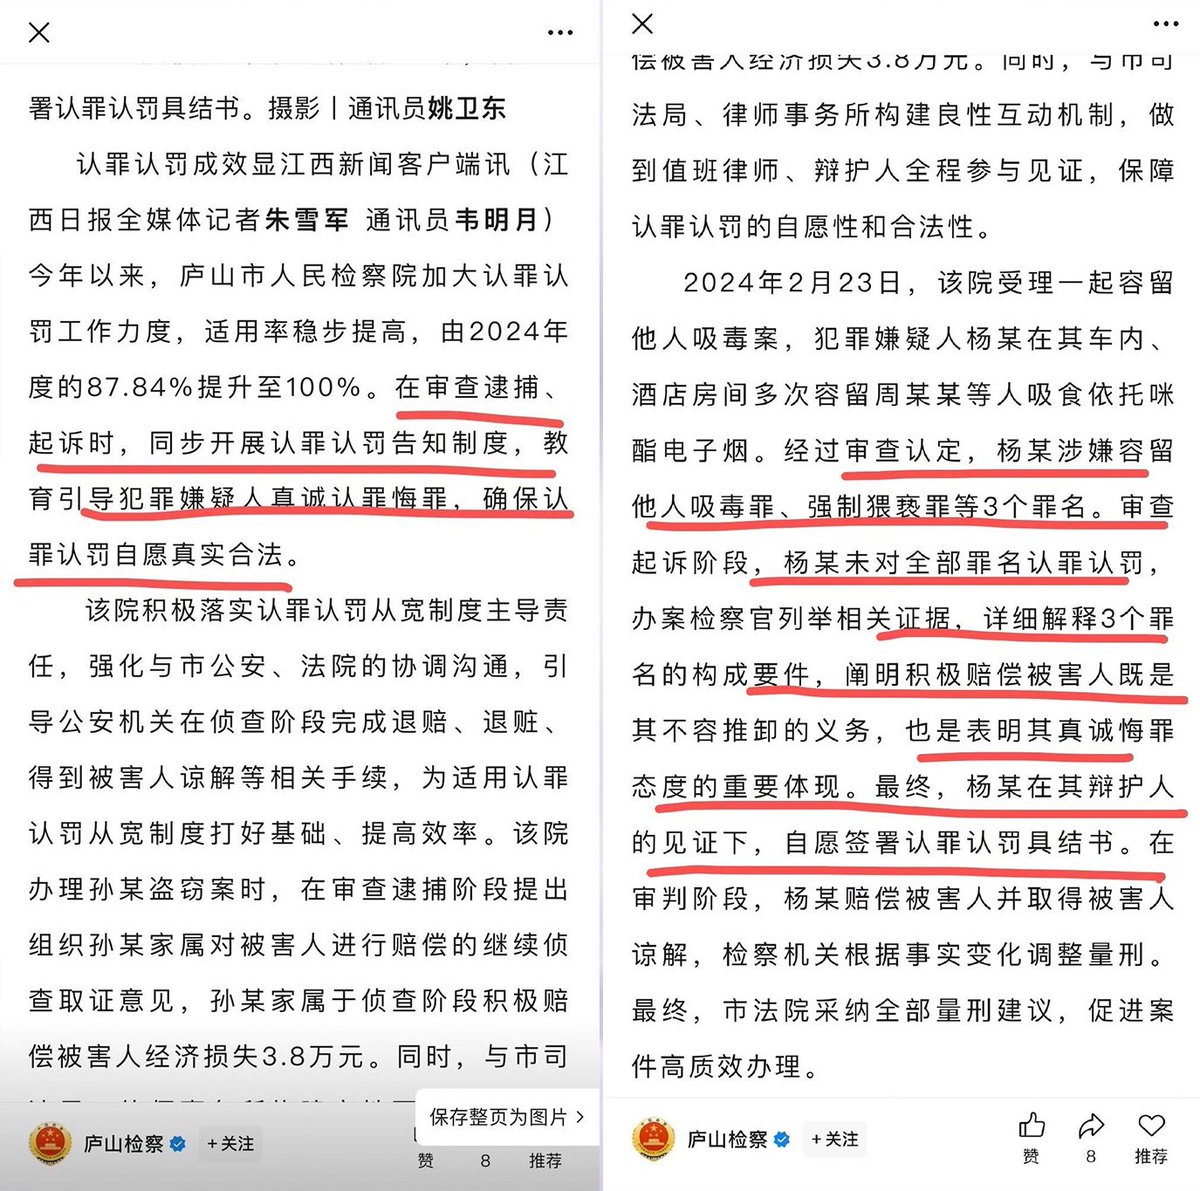 署认罪认罚具结书。摄影丨通讯员姚卫东
认罪认罚成效显江西新闻客户端讯（江
西日报全媒体记者朱雪军 通讯员韦明月）
今年以来，庐山市人民检察院加大认罪认
罚工作力度，适用率稳步提高，由2024年
度的87.84%提升至100%。在审查逮捕、
起诉时，同步开展认罪认罚告知制度，教
育引导犯罪嫌疑人真诚认罪悔罪，确保认
罪认罚自愿真实合法。
该院积极落实认罪认罚从宽制度主导责
任，强化与市公安、法院的协调沟通，引
导公安机关在侦查阶段完成退赔、退赃、
得到被害人谅解等相关手续，为适用认罪
认罚从宽制度打好基础、提高效率。该院
办理孙某盗窃案时，在审查逮捕阶段提出
组织孙某家属对被害人进行赔偿的继续侦
查取证意见，孙某家属于侦查阶段积极赔
偿被害人经济损失3.8万元。同时，与市司
保存整页为图片 >
庐山检察
+关注
赞
8
推荐
偿被害人经济损失3.8万元。同时，与市司
法局、律师事务所构建良性互动机制，做
到值班律师、辩护人全程参与见证，保障
认罪认罚的自愿性和合法性。
2024年2月23日，该院受理一起容留
他人吸毒案，犯罪嫌疑人杨某在其车内、
酒店房间多次容留周某某等人吸食依托咪
酯电子烟。经过审查认定，杨某涉嫌容留
他人吸毒罪、强制猥亵罪等3个罪名。审查
起诉阶段，杨某未对全部罪名认罪认罚，
办案检察官列举相关证据，详细解释3个罪
名的构成要件，阐明积极赔偿被害人既是
其不容推卸的义务，也是表明其真诚悔罪
态度的重要体现。最终，杨某在其辩护人
的见证下，自愿签署认罪认罚具结书。在
审判阶段，杨某赔偿被害人并取得被害人
谅解，检察机关根据事实变化调整量刑。
最终，市法院采纳全部量刑建议，促进案
件高质效办理。
庐山检察
+关注
赞
8
推荐